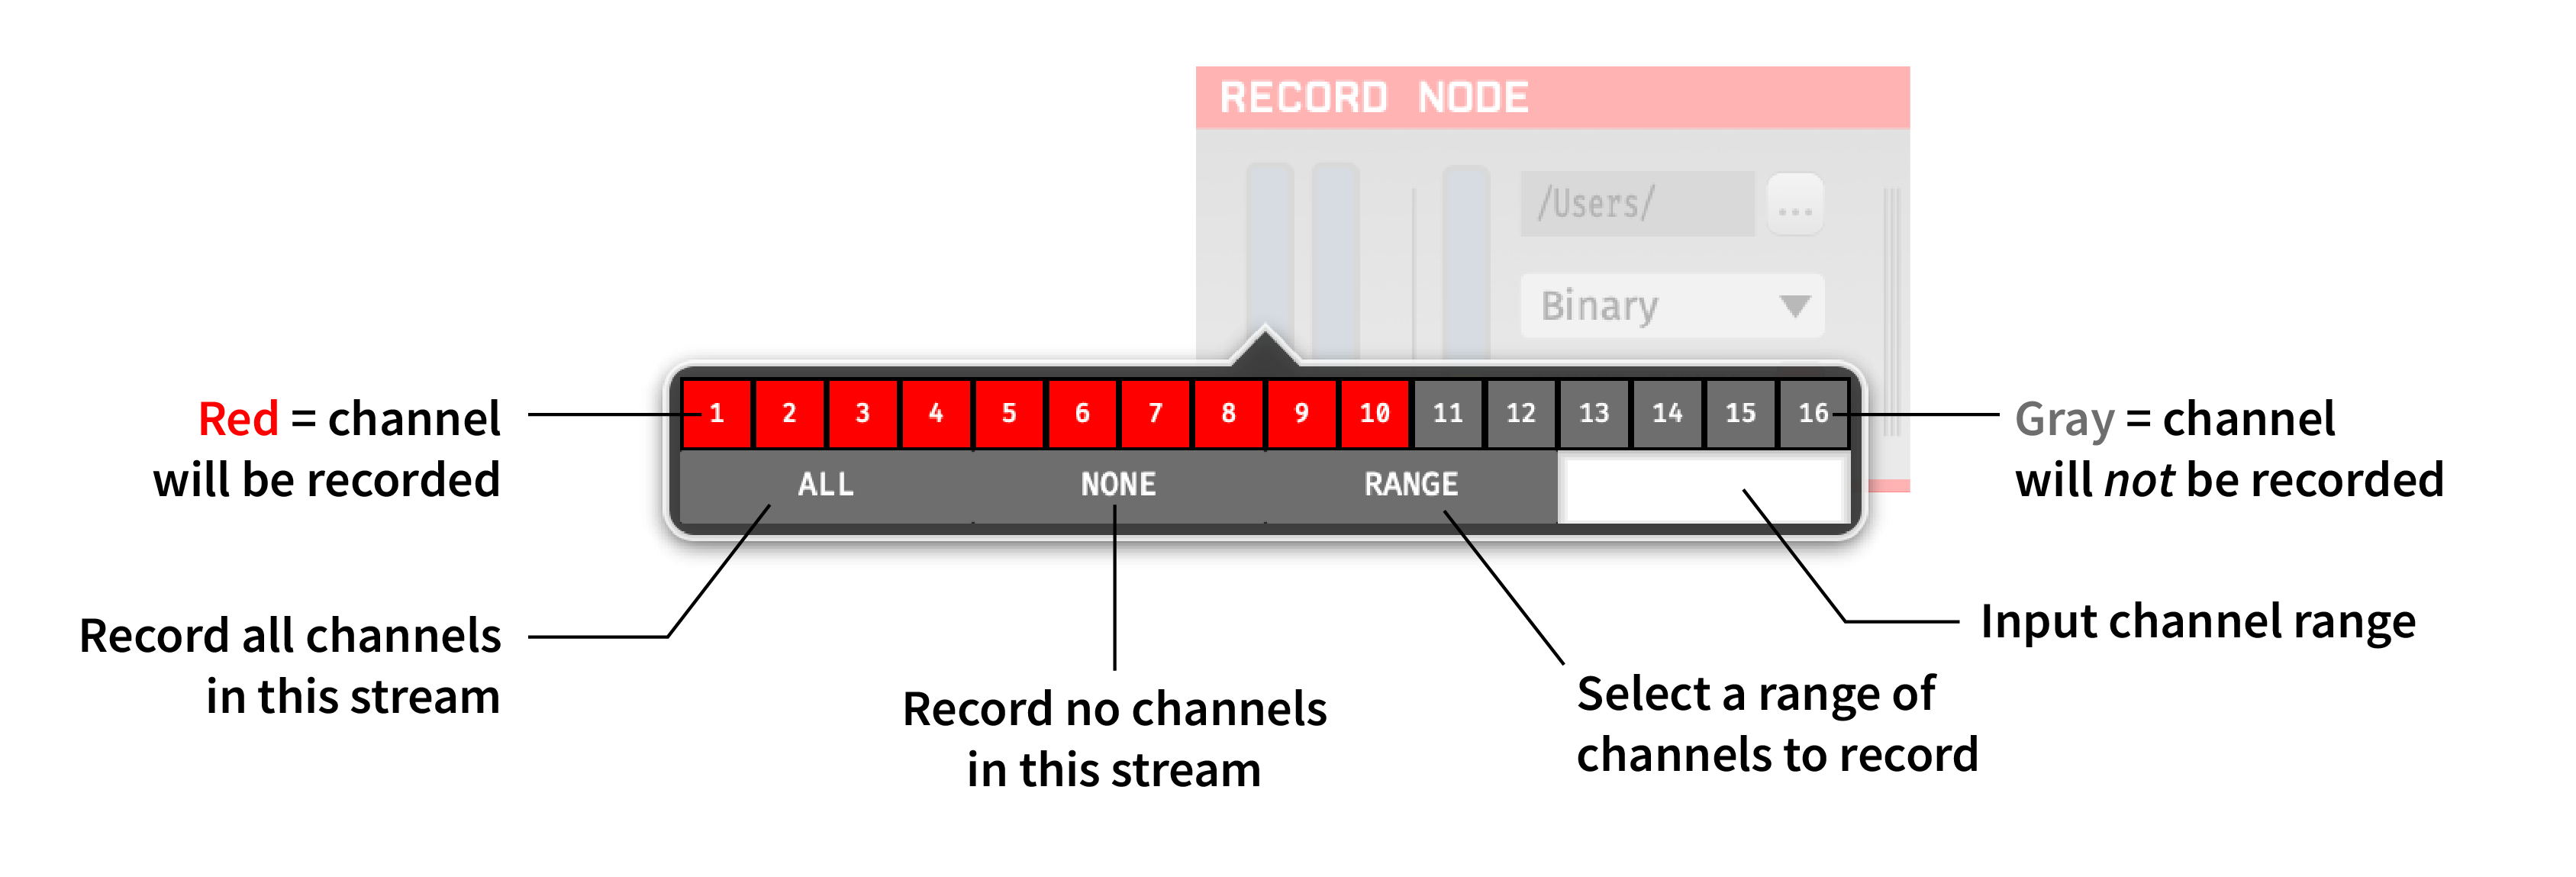 RECORD NODE
/Users/
...
Binary
1 2 3 4 5 6 7 8 9 10 11 12 13 14 15 16
ALL NONE RANGE
Red = channel
will be recorded
Gray = channel
will not be recorded
Record all channels
in this stream
Record no channels
in this stream
Select a range of
channels to record
Input channel range